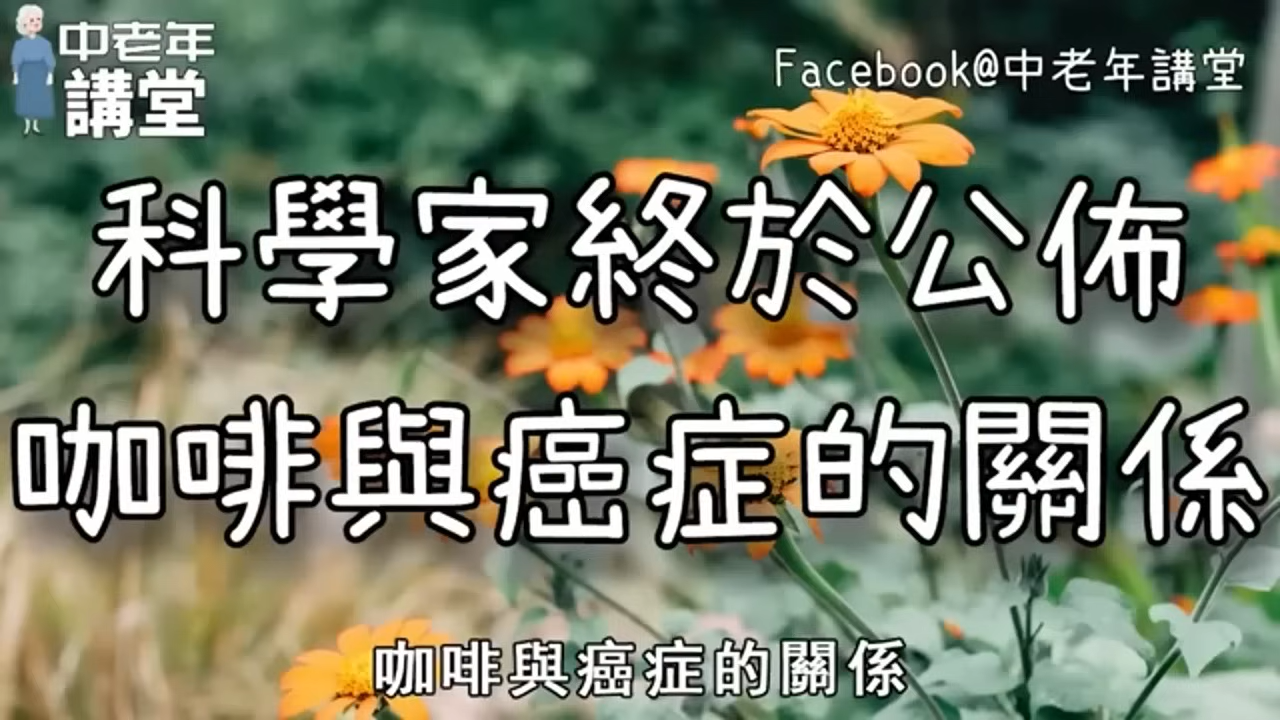 中老年
講堂
Facebook@中老年講堂
科學家終於公佈
咖啡與癌症的關係
咖啡與癌症的關係